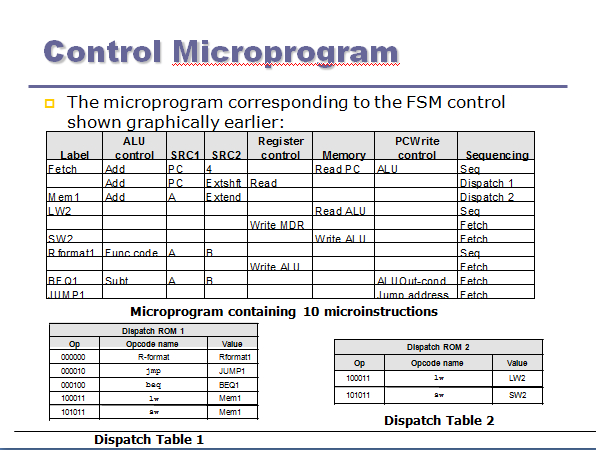 Control Microprogram
The microprogram corresponding to the FSM control
shown graphically earlier:
Label ALU control SRC1 SRC2 Register control Memory PCWrite control Sequencing
Fetch Add PC 4 Read PC ALU Seq
Add PC Extshft Read Dispatch 1
Mem1 Add A Extend Dispatch 2
LW2 Read ALU Seq
Write MDR Fetch
SW2 Write ALU Fetch
Rformat1 Func code A B Seq
Write ALU Fetch
BEQ1 Subt A B ALUOut-cond Fetch
JUMP1 Jump address Fetch
Microprogram containing 10 microinstructions
Dispatch ROM 1
Op Opcode name Value
000000 R-format Rformat1
000010 jmp JUMP1
000100 beq BEQ1
100011 lw Mem1
101011 sw Mem1
Dispatch Table 1
Dispatch ROM 2
Op Opcode name Value
100011 lw LW2
101011 sw SW2
Dispatch Table 2